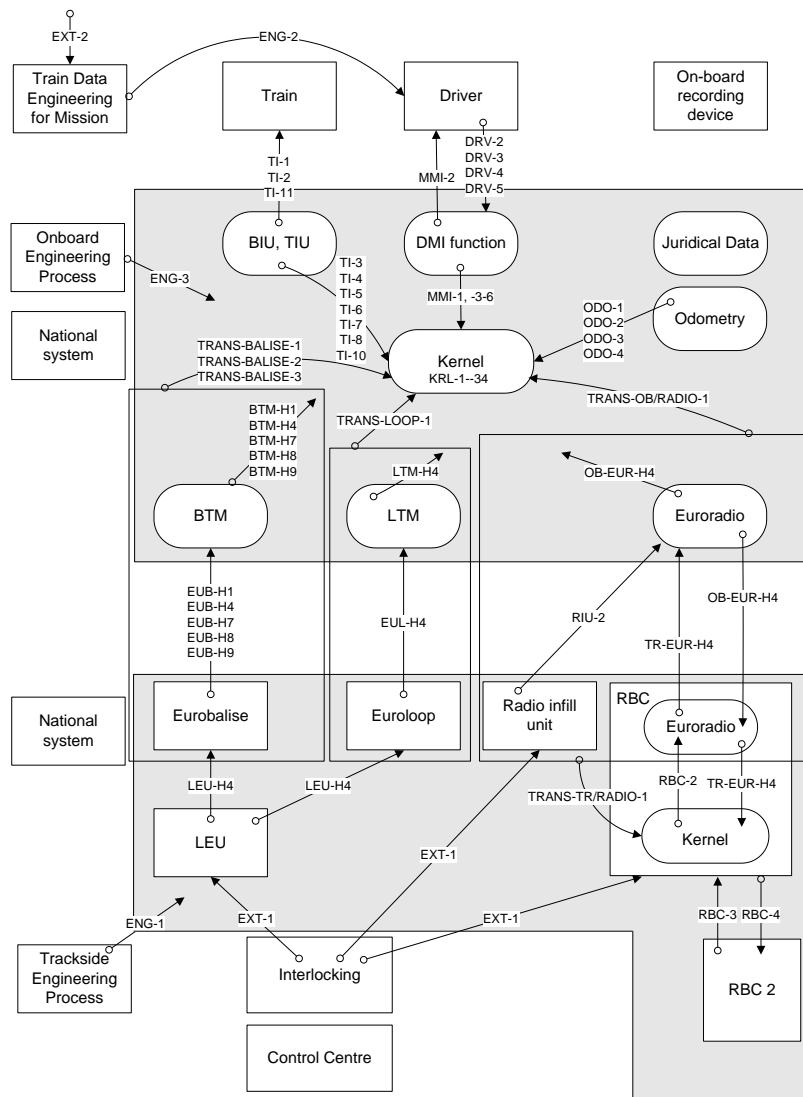 EXT-2
ENG-2
Train Data
Engineering
for Mission
Train
Driver
On-board
recording
device
TI-1
TI-2
TI-11
MMI-2
DRV-2
DRV-3
DRV-4
DRV-5
Onboard
Engineering
Process
ENG-3
BIU, TIU
DMI function
Juridical Data
TI-3
TI-4
TI-5
TI-6
TI-7
TI-8
TI-10
MMI-1, -3-6
ODO-1
ODO-2
ODO-3
ODO-4
Odometry
National
system
TRANS-BALISE-1
TRANS-BALISE-2
TRANS-BALISE-3
Kernel
KRL-1--34
TRANS-OB/RADIO-1
TRANS-LOOP-1
BTM-H1
BTM-H4
BTM-H7
BTM-H8
BTM-H9
LTM-H4
OB-EUR-H4
BTM
LTM
Euroradio
EUB-H1
EUB-H4
EUB-H7
EUB-H8
EUB-H9
EUL-H4
RIU-2
OB-EUR-H4
TR-EUR-H4
National
system
Eurobalise
Euroloop
Radio infill
unit
RBC
Euroradio
LEU-H4
LEU-H4
TRANS-TR/RADIO-1
RBC-2
TR-EUR-H4
LEU
Kernel
EXT-1
ENG-1
EXT-1
EXT-1
RBC-3
RBC-4
Trackside
Engineering
Process
Interlocking
RBC 2
Control Centre